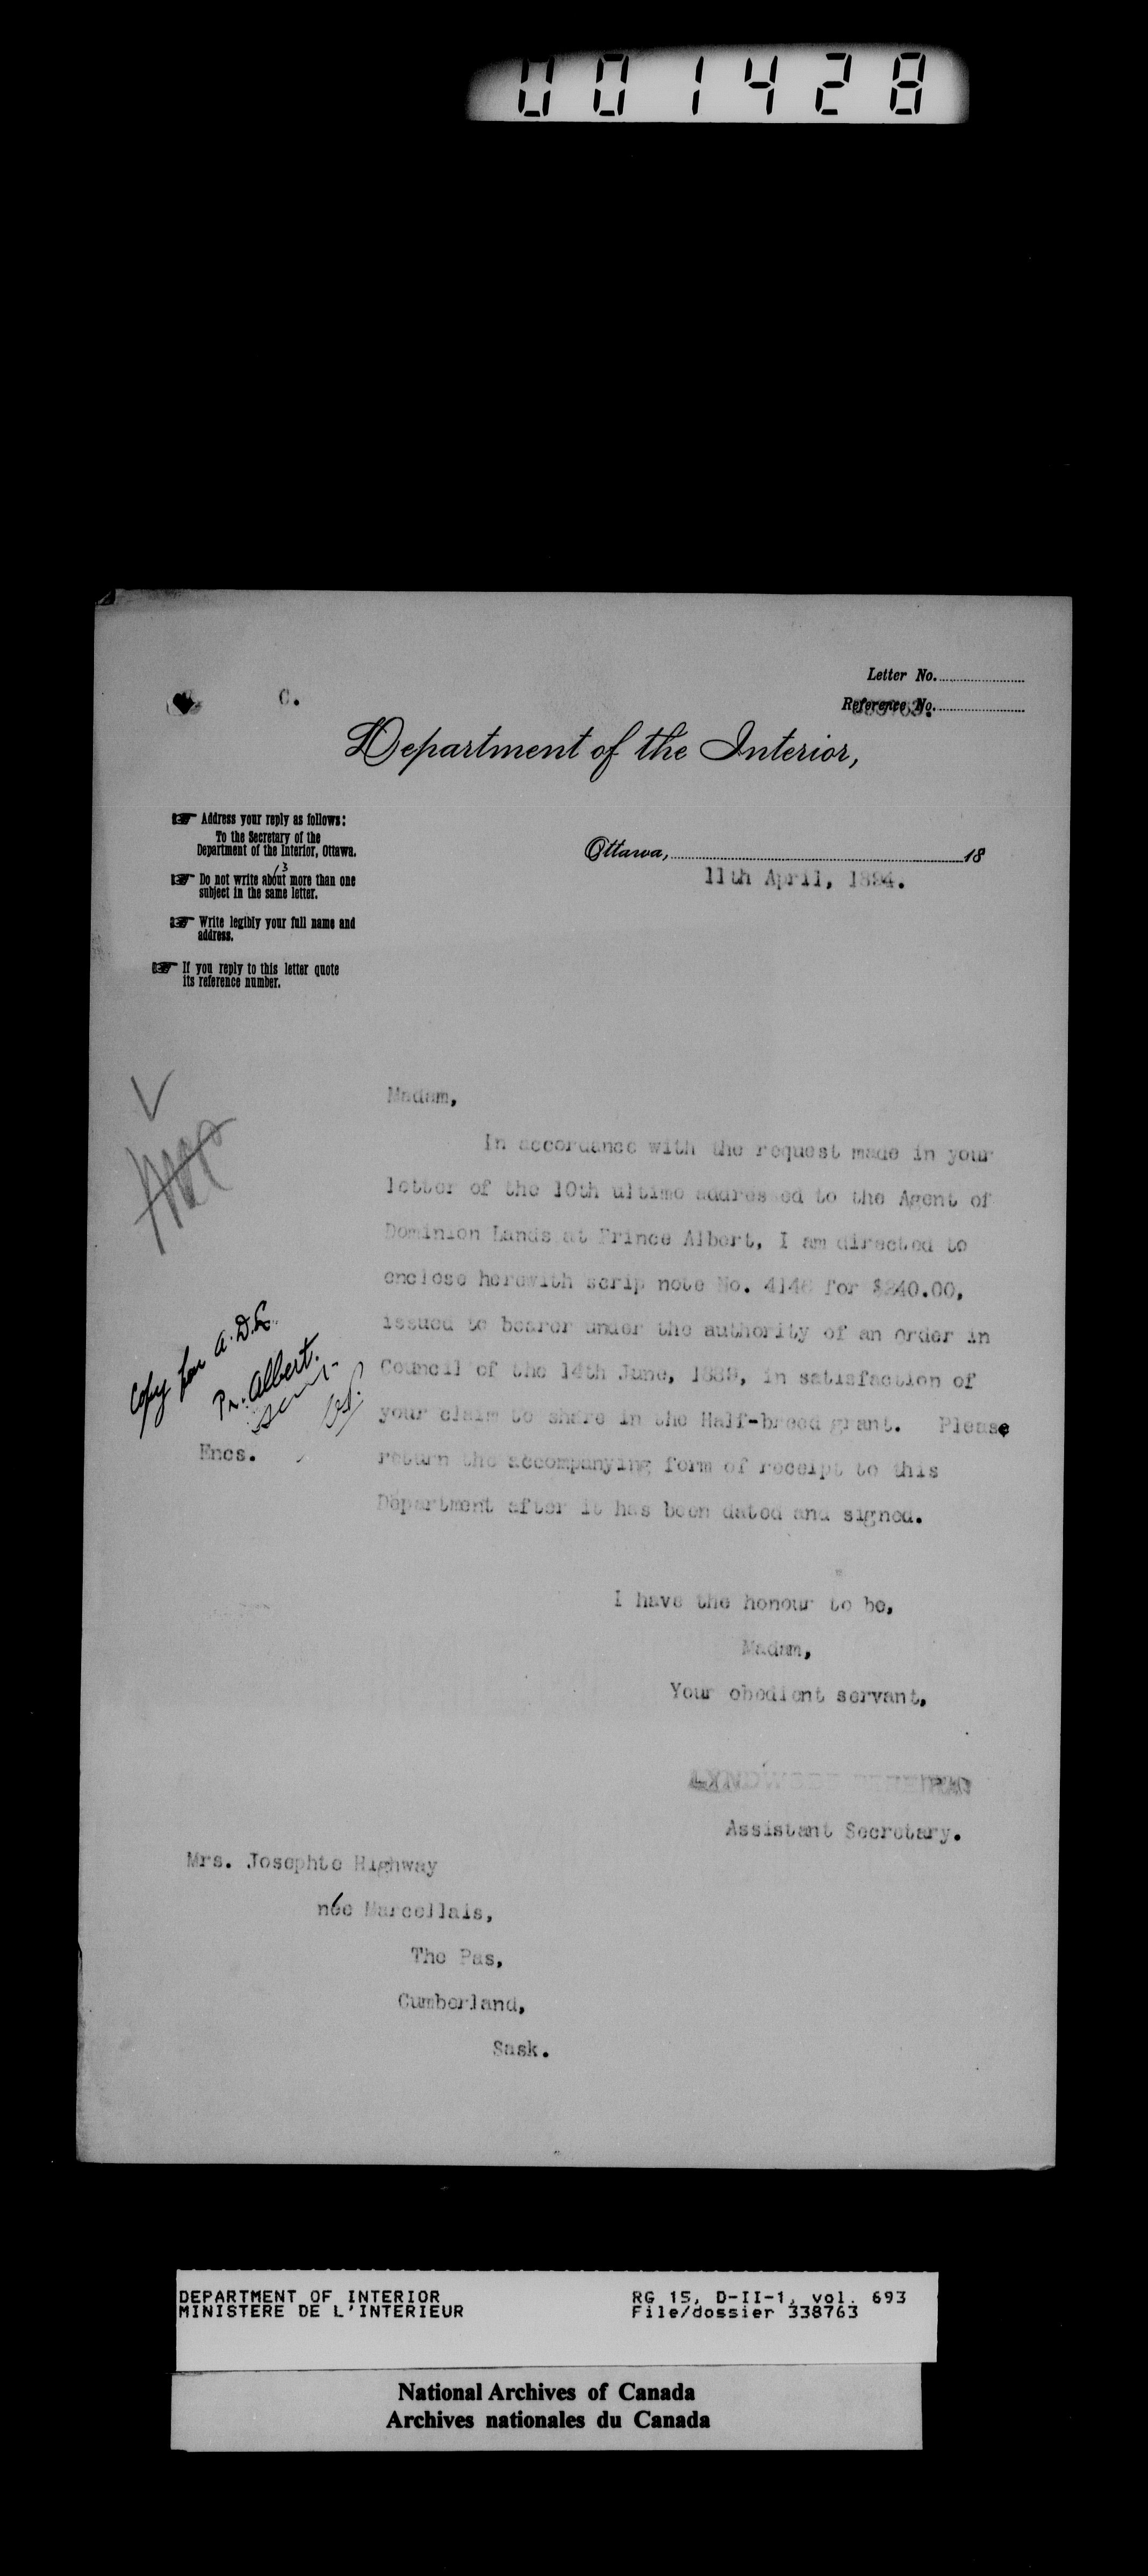 001428
Letter No.
C.
Reference No.
Department of the Interior,
Address your reply as follows:
To the Secretary of the
Department of the Interior, Ottawa.
Ottawa, 18
11th April, 1894.
Do not write about more than one
subject in the same letter.
Write legibly your full name and
address.
If you reply to this letter quote
its reference number.
Madam,
In accordance with the request made in your
letter of the 10th ultimo addressed to the Agent of
Dominion Lands at Prince Albert, I am directed to
enclose herewith scrip note No. 4146 for $240.00,
issued to bearer under the authority of an Order in
Council of the 14th June, 1889, in satisfaction of
your claim to share in the Half-breed grant. Please
return the accompanying form of receipt to this
Department after it has been dated and signed.
Copy for A.D.L.
Pr. Albert.
Encs.
I have the honour to be,
Madam,
Your obedient servant,
Assistant Secretary.
Mrs. Josephte Highway
née Marcellais,
The Pas,
Cumberland,
Sask.
DEPARTMENT OF INTERIOR
MINISTERE DE L'INTERIEUR
RG 15, D-II-1, vol. 693
File/dossier 338763
National Archives of Canada
Archives nationales du Canada